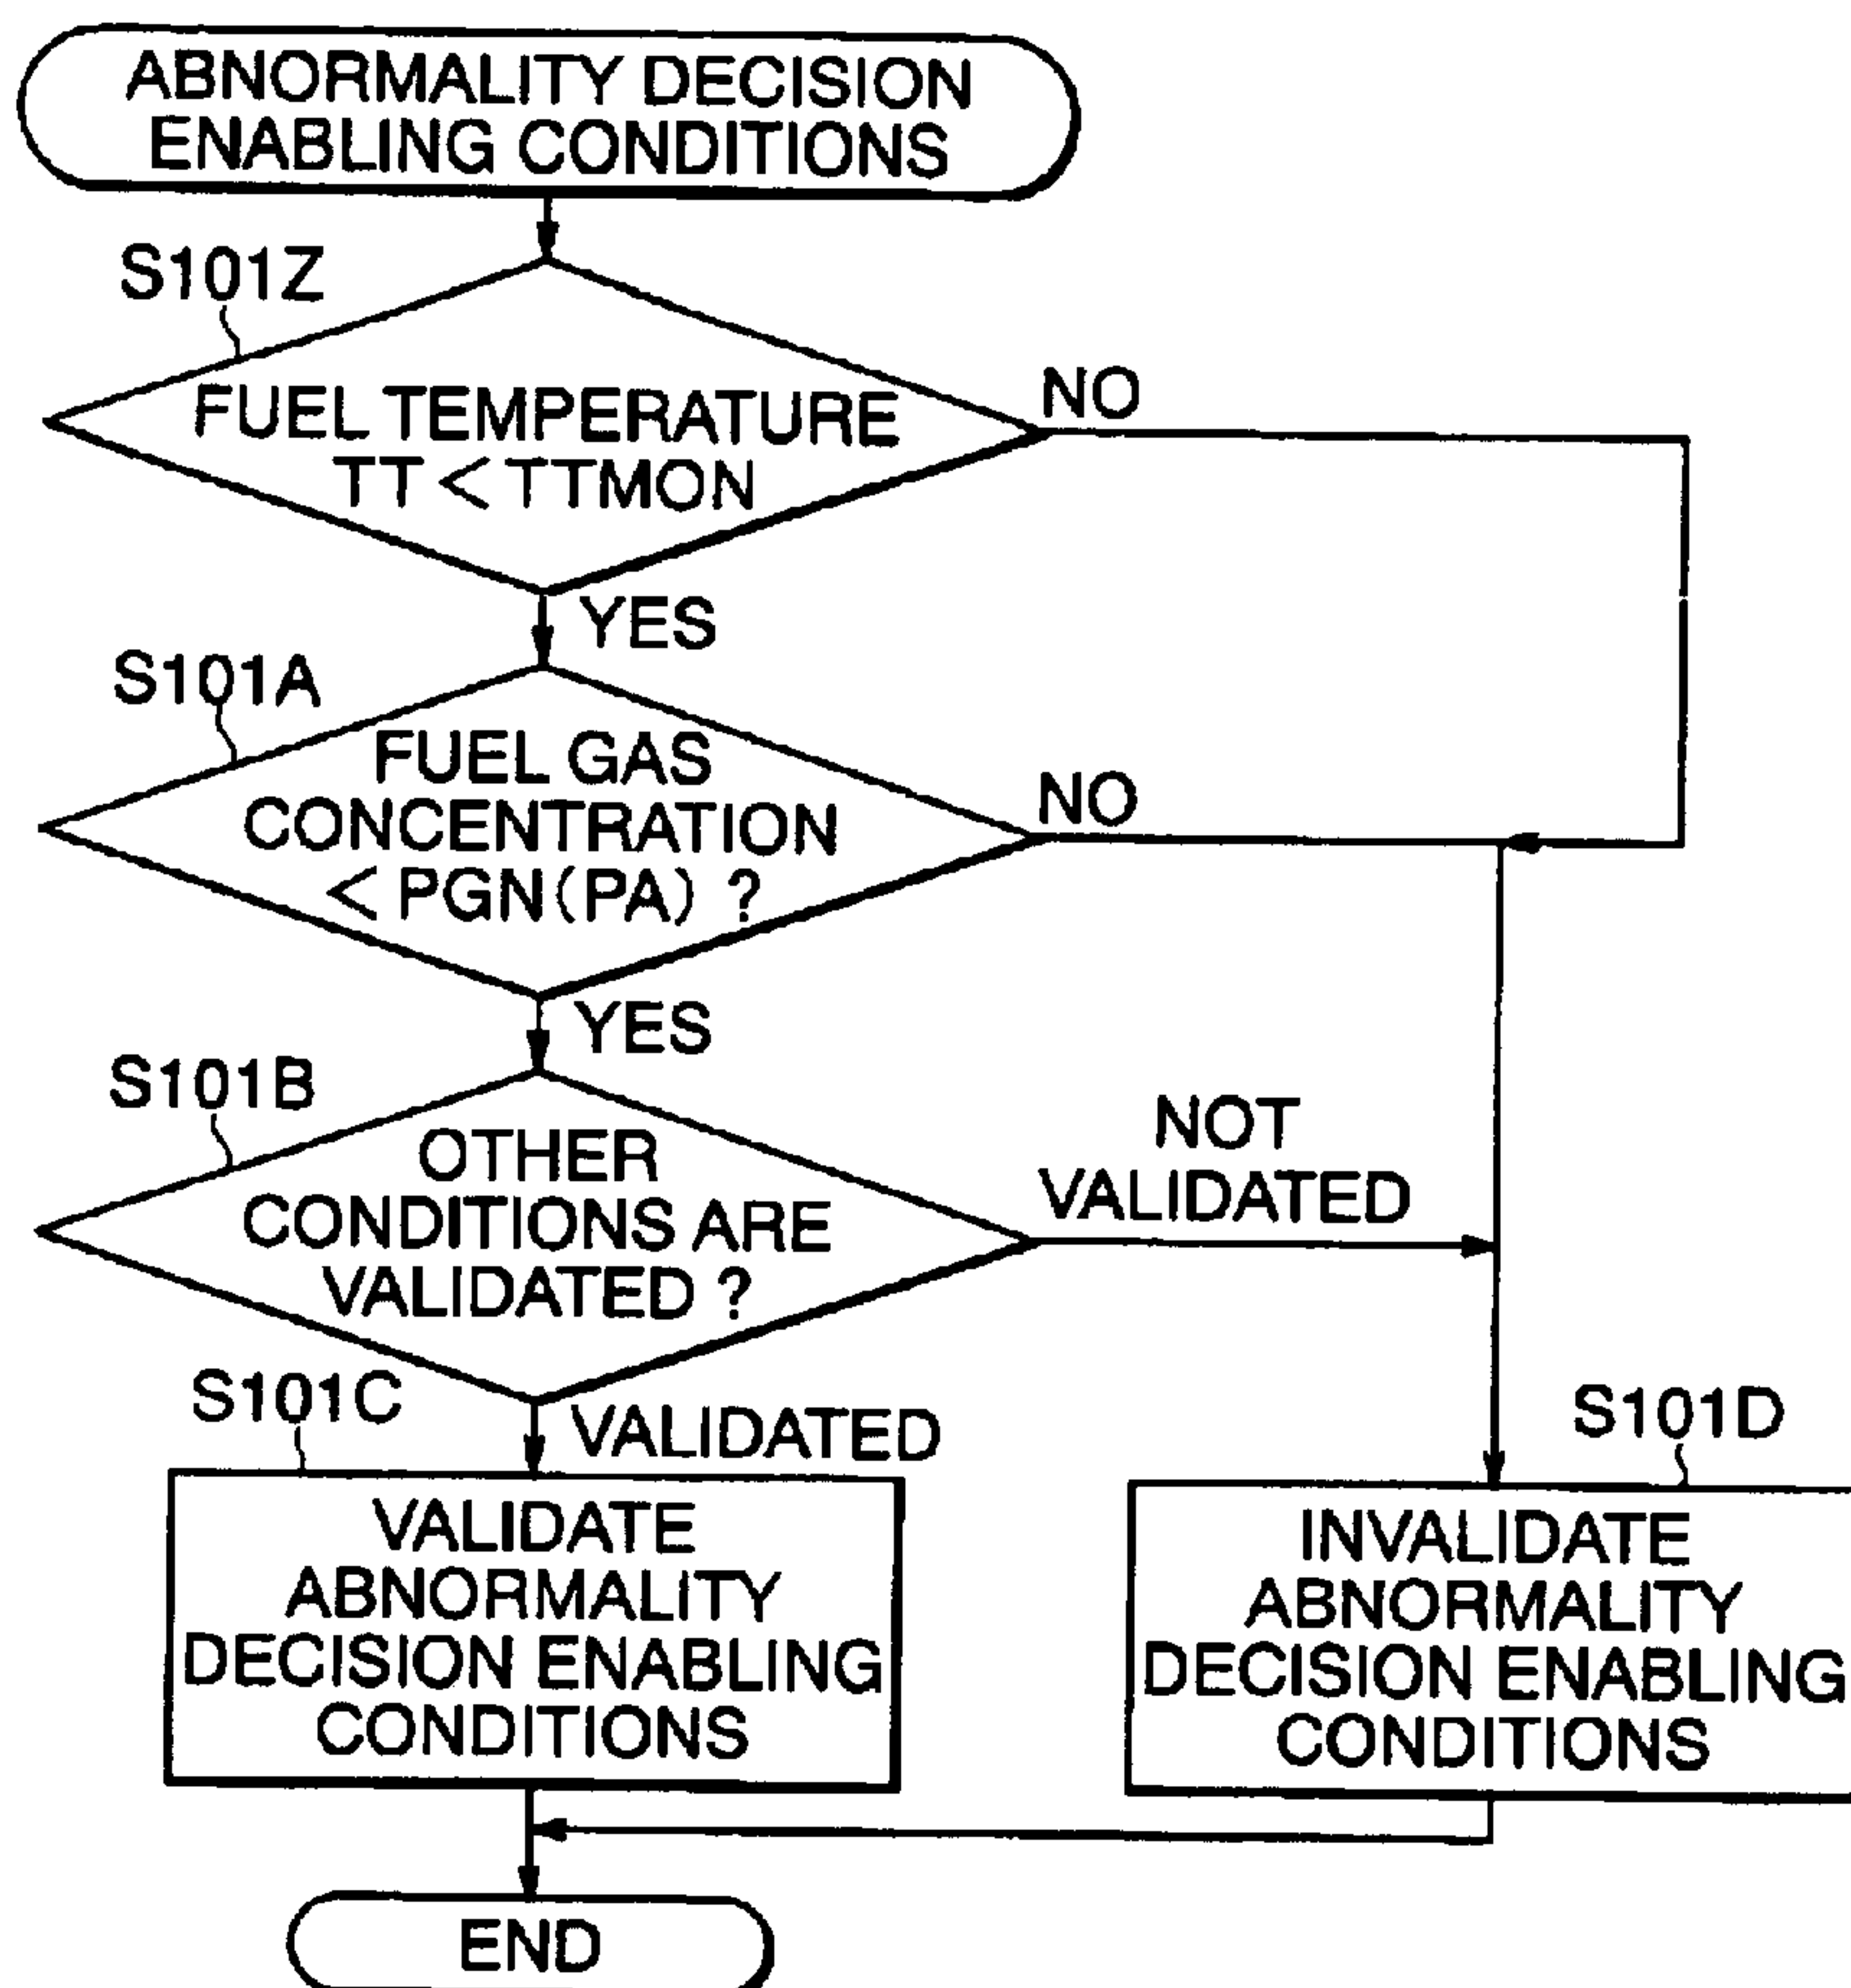 ABNORMALITY DECISION
ENABLING CONDITIONS
S101Z
FUEL TEMPERATURE
TT < TTMON
NO
YES
S101A
FUEL GAS
CONCENTRATION
< PGN(PA) ?
NO
YES
S101B
OTHER
CONDITIONS ARE
VALIDATED ?
NOT
VALIDATED
S101C
VALIDATED
S101D
VALIDATE
ABNORMALITY
DECISION ENABLING
CONDITIONS
INVALIDATE
ABNORMALITY
DECISION ENABLING
CONDITIONS
END